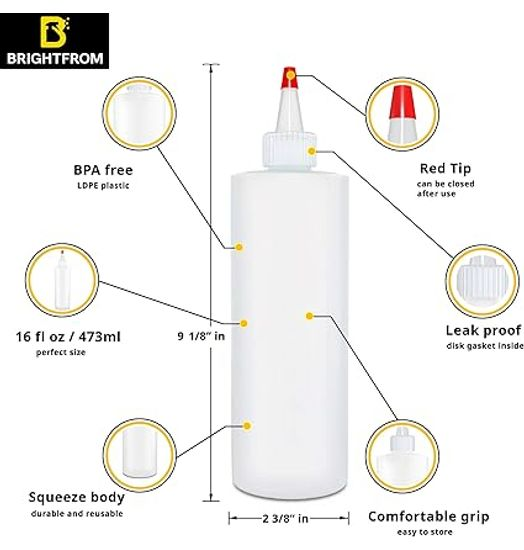 B
BRIGHTFROM
BPA free
LDPE plastic
Red Tip
can be closed
after use
16 fl oz / 473ml
perfect size
9 1/8" in
Leak proof
disk gasket inside
Squeeze body
durable and reusable
2 3/8" in
Comfortable grip
easy to store